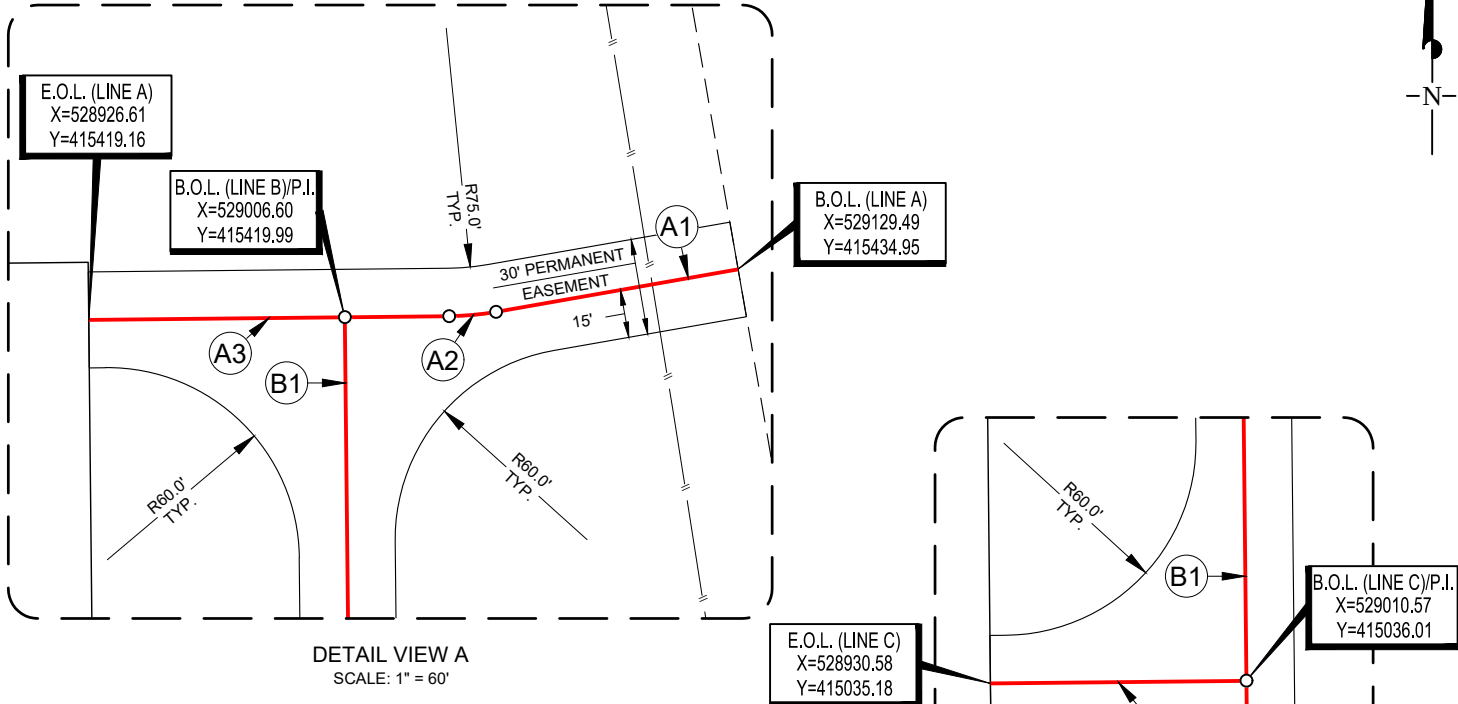 E.O.L. (LINE A)
X=528926.61
Y=415419.16
B.O.L. (LINE B)/P.I.
X=529006.60
Y=415419.99
R75.0'
TYP.
A1
30' PERMANENT
EASEMENT
15'
B.O.L. (LINE A)
X=529129.49
Y=415434.95
-N-
A3
A2
B1
R60.0'
TYP.
R60.0'
TYP.
DETAIL VIEW A
SCALE: 1" = 60'
R60.0'
TYP.
B1
B.O.L. (LINE C)/P.I.
X=529010.57
Y=415036.01
E.O.L. (LINE C)
X=528930.58
Y=415035.18